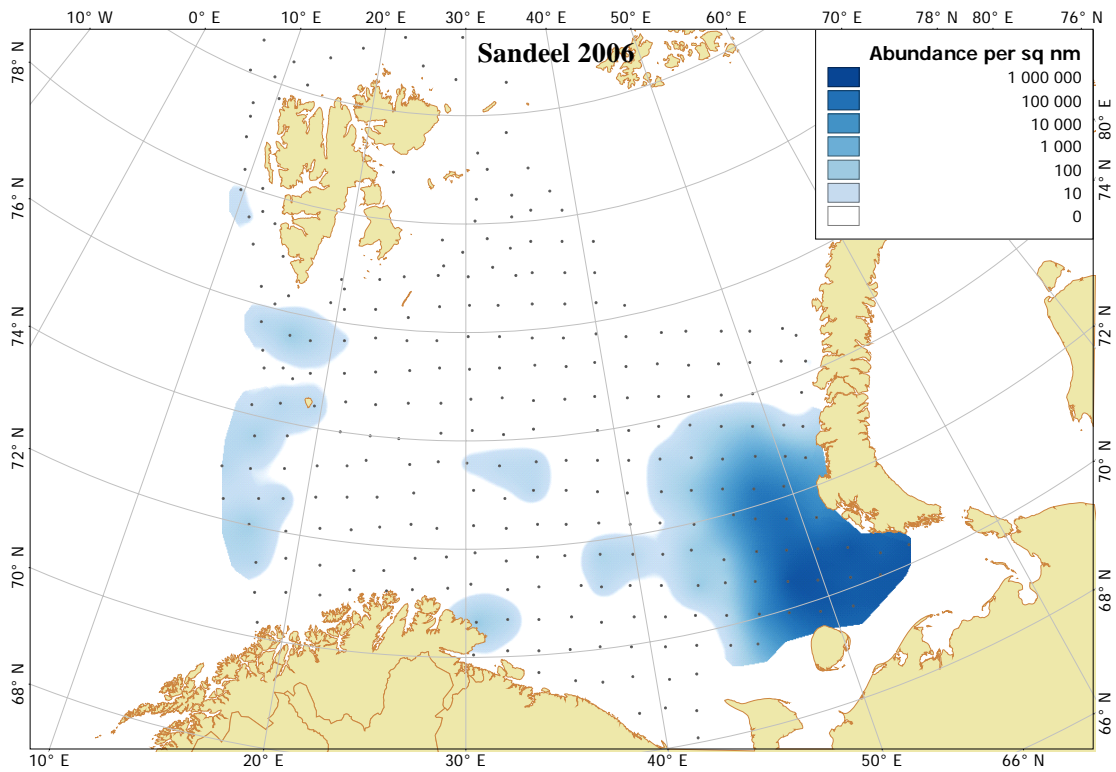 10° W 0° E 10° E 20° E 30° E 40° E 50° E 60° E 70° E 78° N 80° E 76° N
Sandeel 2006
Abundance per sq nm
1 000 000
100 000
10 000
1 000
100
10
0
78° N
76° N
74° N
72° N
70° N
68° N
80° E
74° N
72° N
70° N
68° N
66° N
10° E 20° E 30° E 40° E 50° E 66° N